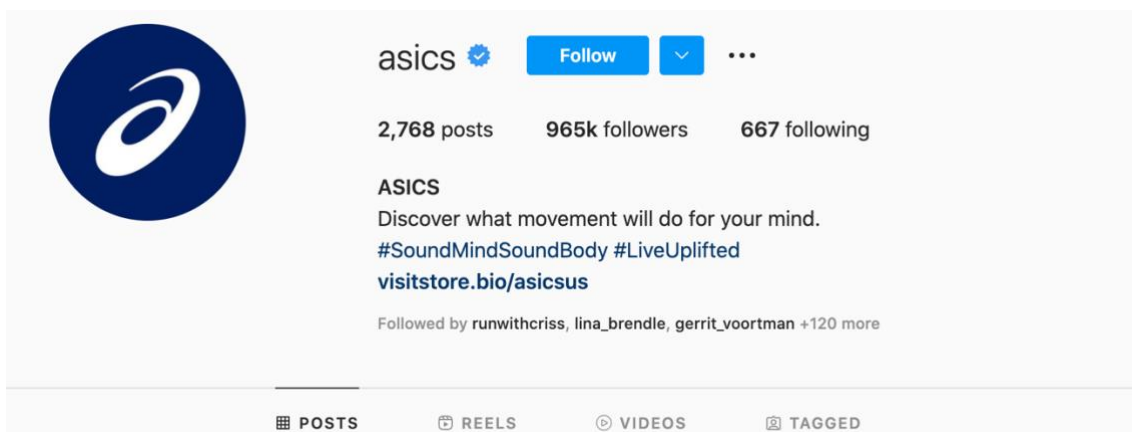 asics Follow
2,768 posts 965k followers 667 following
ASICS
Discover what movement will do for your mind.
#SoundMindSoundBody #LiveUplifted
visitstore.bio/asicsus
Followed by runwithcriss, lina_brendle, gerrit_voortman +120 more
POSTS REELS VIDEOS TAGGED